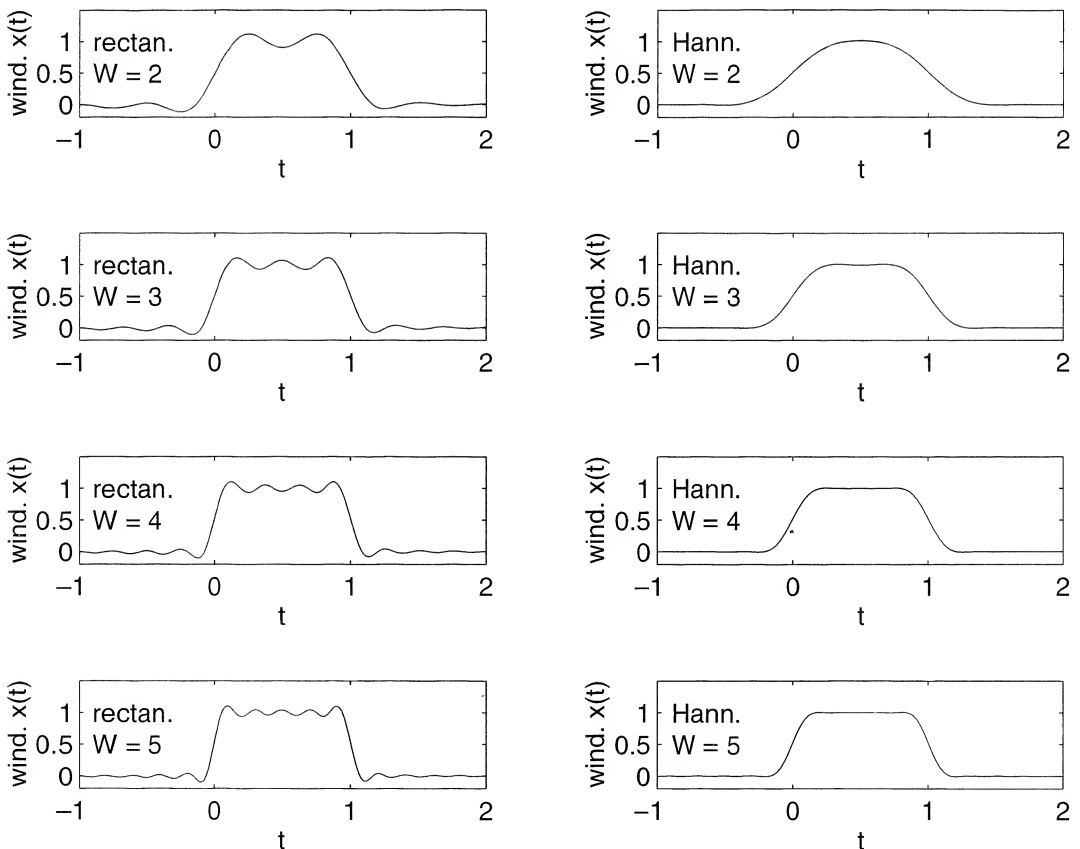 wind. x(t)
1
0.5
0
rectan.
W = 2
−1
0
1
2
t
wind. x(t)
1
0.5
0
Hann.
W = 2
−1
0
1
2
t
wind. x(t)
1
0.5
0
rectan.
W = 3
−1
0
1
2
t
wind. x(t)
1
0.5
0
Hann.
W = 3
−1
0
1
2
t
wind. x(t)
1
0.5
0
rectan.
W = 4
−1
0
1
2
t
wind. x(t)
1
0.5
0
Hann.
W = 4
−1
0
1
2
t
wind. x(t)
1
0.5
0
rectan.
W = 5
−1
0
1
2
t
wind. x(t)
1
0.5
0
Hann.
W = 5
−1
0
1
2
t